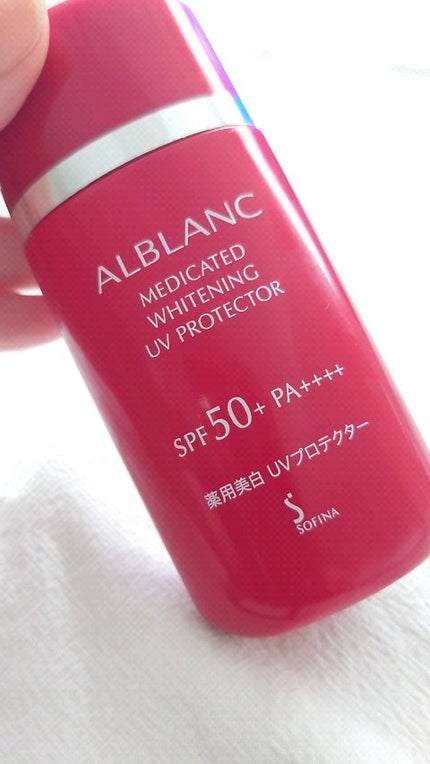 ALBLANC
MEDICATED
WHITENING
UV PROTECTOR
SPF50+ PA++++
薬用美白 UVプロテクター
SOFINA